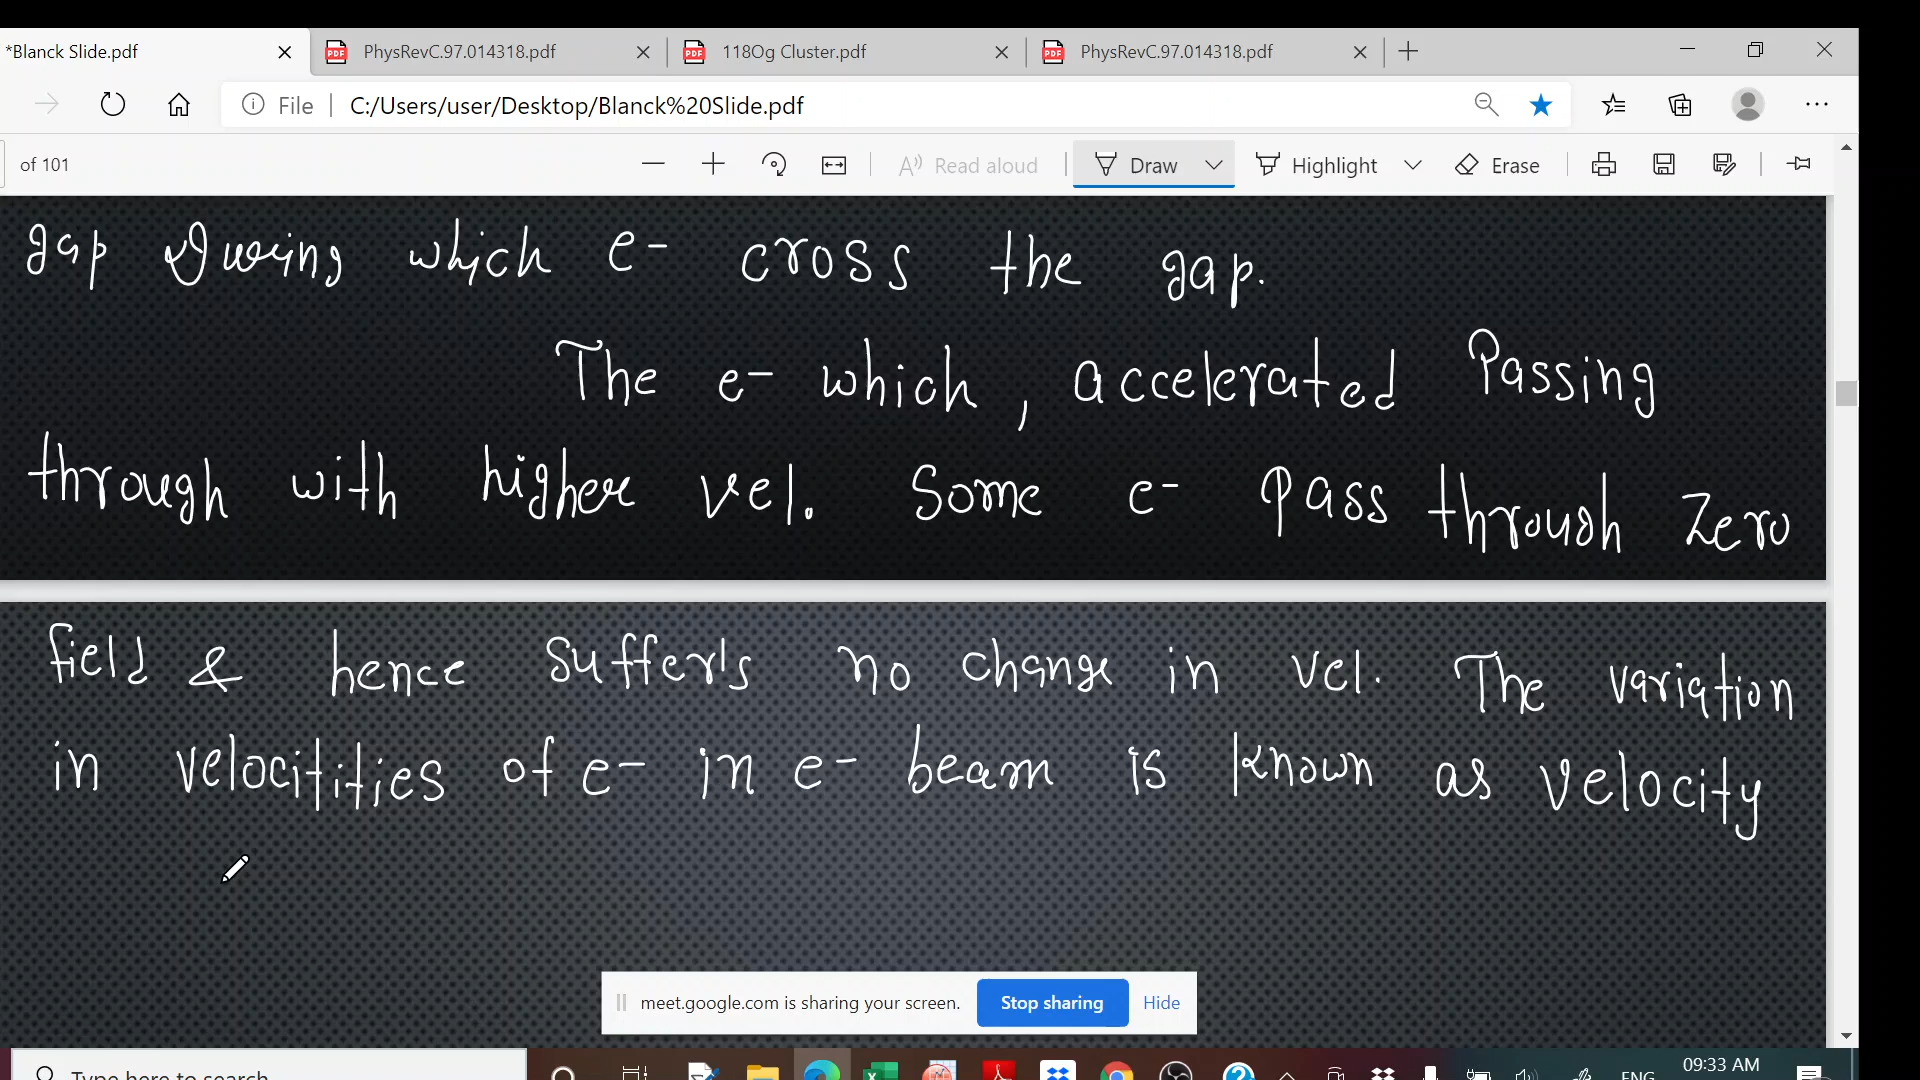 *Blanck Slide.pdf PhysRevC.97.014318.pdf 118Og Cluster.pdf PhysRevC.97.014318.pdf
File C:/Users/user/Desktop/Blanck%20Slide.pdf
of 101 Read aloud Draw Highlight Erase
gap during which e- cross the gap.
The e- which, accelerated Passing
through with higher vel. Some e- Pass through Zero
field & hence Suffer's no change in vel. The variation
in velocitities of e- in e- beam is known as velocity
meet.google.com is sharing your screen. Stop sharing Hide
Type here to search ENG 09:33 AM